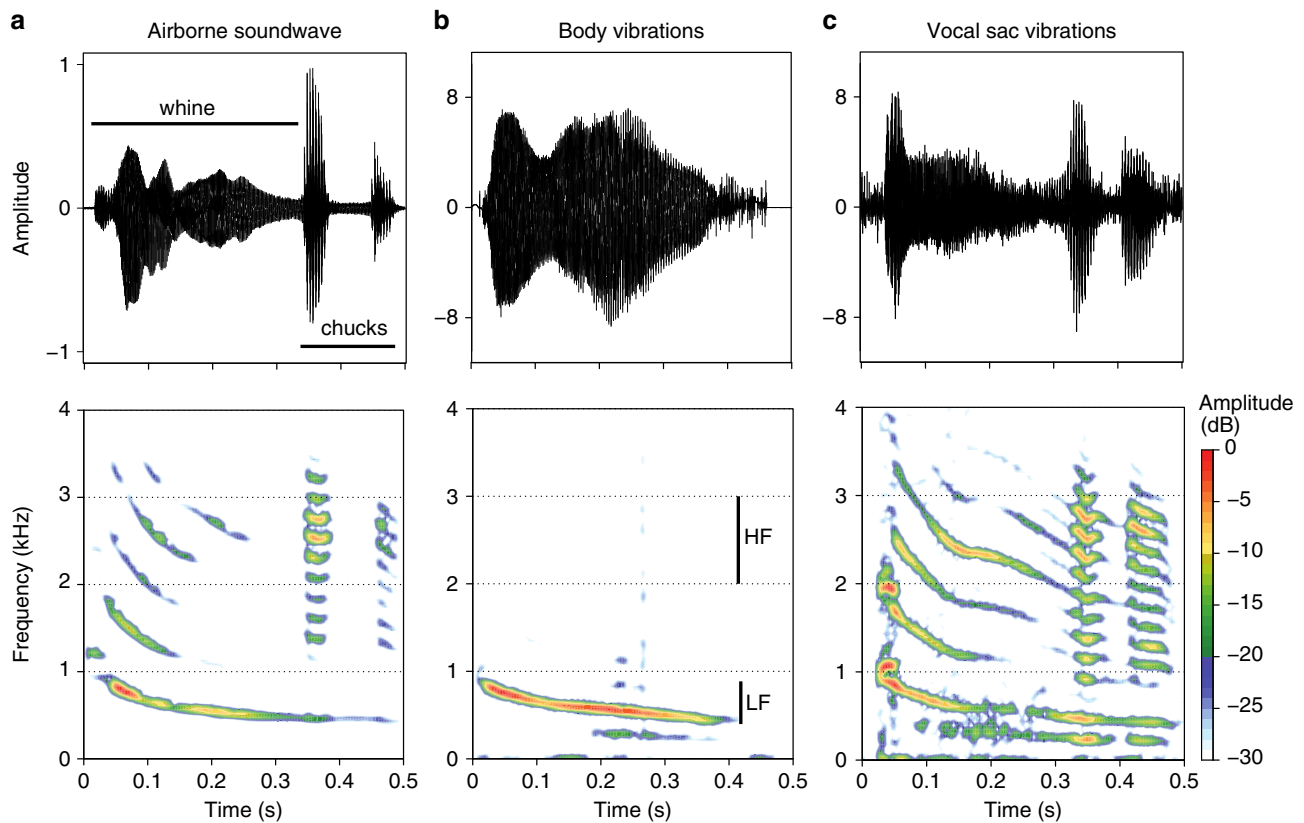 a
Airborne soundwave
b
Body vibrations
c
Vocal sac vibrations
Amplitude
1
0
−1
whine
chucks
8
0
−8
8
0
−8
Frequency (kHz)
4
3
2
1
0
0 0.1 0.2 0.3 0.4 0.5
Time (s)
4
3
2
1
0
HF
LF
0 0.1 0.2 0.3 0.4 0.5
Time (s)
4
3
2
1
0
0 0.1 0.2 0.3 0.4 0.5
Time (s)
Amplitude
(dB)
0
−5
−10
−15
−20
−25
−30